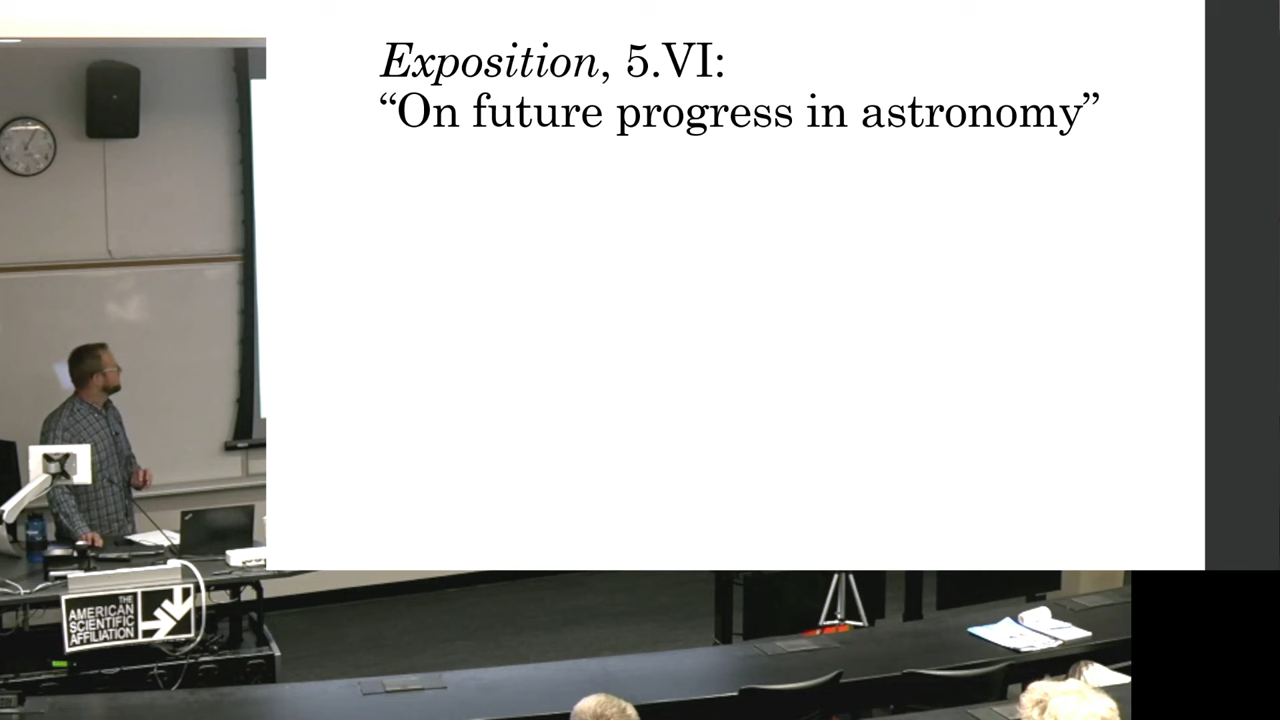 Exposition, 5.VI:
“On future progress in astronomy”
THE
AMERICAN
SCIENTIFIC
AFFILIATION